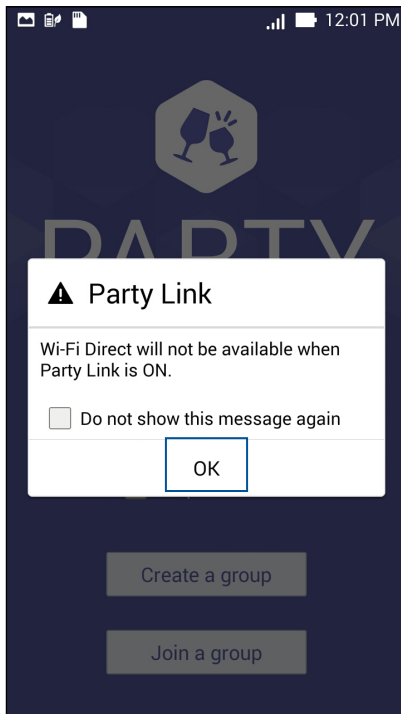 12:01 PM
PARTY
Party Link
Wi-Fi Direct will not be available when
Party Link is ON.
Do not show this message again
OK
Create a group
Join a group